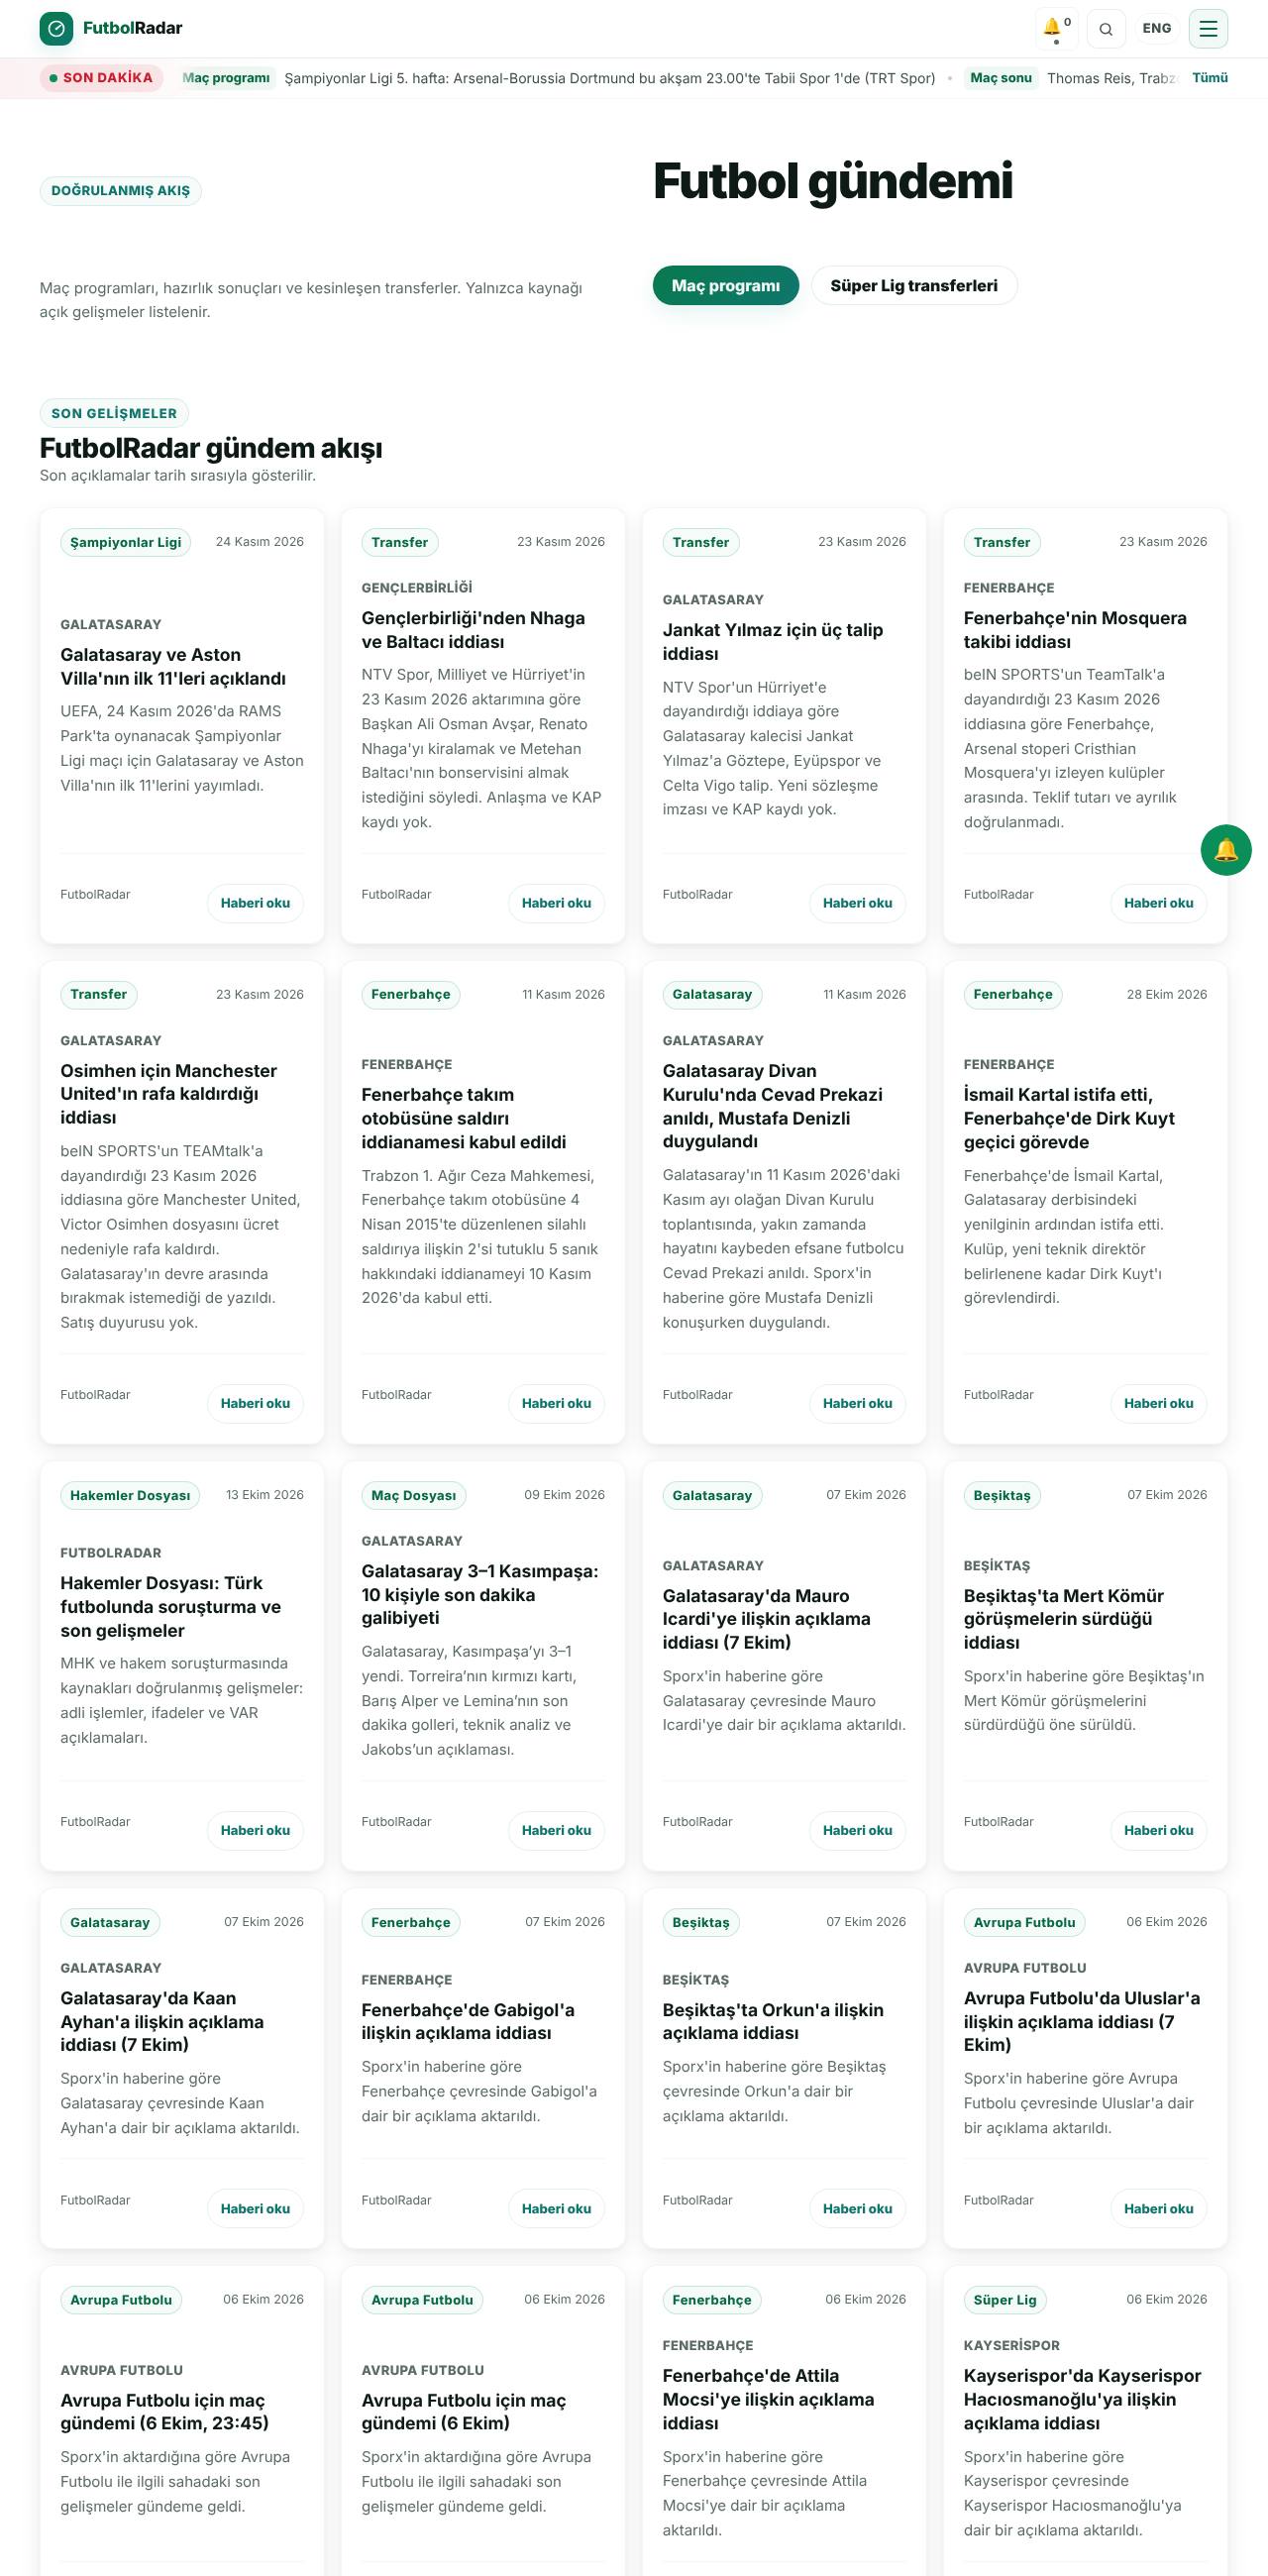 FutbolRadar
0
ENG
SON DAKİKA
Maç programı Şampiyonlar Ligi 5. hafta: Arsenal-Borussia Dortmund bu akşam 23.00'te Tabii Spor 1'de (TRT Spor) • Maç sonu Thomas Reis,
Tümü
DOĞRULANMIŞ AKIŞ
Futbol gündemi
Maç programları, hazırlık sonuçları ve kesinleşen transferler. Yalnızca kaynağı
açık gelişmeler listelenir.
Maç programı
Süper Lig transferleri
SON GELİŞMELER
FutbolRadar gündem akışı
Son açıklamalar tarih sırasıyla gösterilir.
Şampiyonlar Ligi
24 Kasım 2026
GALATASARAY
Galatasaray ve Aston
Villa'nın ilk 11'leri açıklandı
UEFA, 24 Kasım 2026'da RAMS
Park'ta oynanacak Şampiyonlar
Ligi maçı için Galatasaray ve Aston
Villa'nın ilk 11'lerini yayımladı.
FutbolRadar
Haberi oku
Transfer
23 Kasım 2026
GENÇLERBİRLİĞİ
Gençlerbirliği'nden Nhaga
ve Baltacı iddiası
NTV Spor, Milliyet ve Hürriyet'in
23 Kasım 2026 aktarımına göre
Başkan Ali Osman Avşar, Renato
Nhaga'yı kiralamak ve Metehan
Baltacı'nın bonservisini almak
istediğini söyledi. Anlaşma ve KAP
kaydı yok.
FutbolRadar
Haberi oku
Transfer
23 Kasım 2026
GALATASARAY
Jankat Yılmaz için üç talip
iddiası
NTV Spor'un Hürriyet'e
dayandırdığı iddiaya göre
Galatasaray kalecisi Jankat
Yılmaz'a Göztepe, Eyüpspor ve
Celta Vigo talip. Yeni sözleşme
imzası ve KAP kaydı yok.
FutbolRadar
Haberi oku
Transfer
23 Kasım 2026
FENERBAHÇE
Fenerbahçe'nin Mosquera
takibi iddiası
beIN SPORTS'un TeamTalk'a
dayandırdığı 23 Kasım 2026
iddiasına göre Fenerbahçe,
Arsenal stoperi Cristhian
Mosquera'yı izleyen kulüpler
arasında. Teklif tutarı ve ayrılık
doğrulanmadı.
FutbolRadar
Haberi oku
Transfer
23 Kasım 2026
GALATASARAY
Osimhen için Manchester
United'ın rafa kaldırdığı
iddiası
beIN SPORTS'un TEAMtalk'a
dayandırdığı 23 Kasım 2026
iddiasına göre Manchester United,
Victor Osimhen dosyasını ücret
nedeniyle rafa kaldırdı.
Galatasaray'ın devre arasında
bırakmak istemediği de yazıldı.
Satış duyurusu yok.
FutbolRadar
Haberi oku
Fenerbahçe
11 Kasım 2026
FENERBAHÇE
Fenerbahçe takım
otobüsüne saldırı
iddianamesi kabul edildi
Trabzon 1. Ağır Ceza Mahkemesi,
Fenerbahçe takım otobüsüne 4
Nisan 2015'te düzenlenen silahlı
saldırıya ilişkin 2'si tutuklu 5 sanık
hakkındaki iddianameyi 10 Kasım
2026'da kabul etti.
FutbolRadar
Haberi oku
Galatasaray
11 Kasım 2026
GALATASARAY
Galatasaray Divan
Kurulu'nda Cevad Prekazi
anıldı, Mustafa Denizli
duygulandı
Galatasaray'ın 11 Kasım 2026'daki
Kasım ayı olağan Divan Kurulu
toplantısında, yakın zamanda
hayatını kaybeden efsane futbolcu
Cevad Prekazi anıldı. Sporx'in
haberine göre Mustafa Denizli
konuşurken duygulandı.
FutbolRadar
Haberi oku
Fenerbahçe
28 Ekim 2026
FENERBAHÇE
İsmail Kartal istifa etti,
Fenerbahçe'de Dirk Kuyt
geçici görevde
Fenerbahçe'de İsmail Kartal,
Galatasaray derbisindeki
yenilginin ardından istifa etti.
Kulüp, yeni teknik direktör
belirlenene kadar Dirk Kuyt'ı
görevlendirdi.
FutbolRadar
Haberi oku
Hakemler Dosyası
13 Ekim 2026
FUTBOLRADAR
Hakemler Dosyası: Türk
futbolunda soruşturma ve
son gelişmeler
MHK ve hakem soruşturmasında
kaynakları doğrulanmış gelişmeler:
adli işlemler, ifadeler ve VAR
açıklamaları.
FutbolRadar
Haberi oku
Maç Dosyası
09 Ekim 2026
GALATASARAY
Galatasaray 3–1 Kasımpaşa:
10 kişiyle son dakika
galibiyeti
Galatasaray, Kasımpaşa’yı 3–1
yendi. Torreira’nın kırmızı kartı,
Barış Alper ve Lemina’nın son
dakika golleri, teknik analiz ve
Jakobs’un açıklaması.
FutbolRadar
Haberi oku
Galatasaray
07 Ekim 2026
GALATASARAY
Galatasaray'da Mauro
Icardi'ye ilişkin açıklama
iddiası (7 Ekim)
Sporx'in haberine göre
Galatasaray çevresinde Mauro
Icardi'ye dair bir açıklama aktarıldı.
FutbolRadar
Haberi oku
Beşiktaş
07 Ekim 2026
BEŞİKTAŞ
Beşiktaş'ta Mert Kömür
görüşmelerin sürdüğü
iddiası
Sporx'in haberine göre Beşiktaş'ın
Mert Kömür görüşmelerini
sürdürdüğü öne sürüldü.
FutbolRadar
Haberi oku
Galatasaray
07 Ekim 2026
GALATASARAY
Galatasaray'da Kaan
Ayhan'a ilişkin açıklama
iddiası (7 Ekim)
Sporx'in haberine göre
Galatasaray çevresinde Kaan
Ayhan'a dair bir açıklama aktarıldı.
FutbolRadar
Haberi oku
Fenerbahçe
07 Ekim 2026
FENERBAHÇE
Fenerbahçe'de Gabigol'a
ilişkin açıklama iddiası
Sporx'in haberine göre
Fenerbahçe çevresinde Gabigol'a
dair bir açıklama aktarıldı.
FutbolRadar
Haberi oku
Beşiktaş
07 Ekim 2026
BEŞİKTAŞ
Beşiktaş'ta Orkun'a ilişkin
açıklama iddiası
Sporx'in haberine göre Beşiktaş
çevresinde Orkun'a dair bir
açıklama aktarıldı.
FutbolRadar
Haberi oku
Avrupa Futbolu
06 Ekim 2026
AVRUPA FUTBOLU
Avrupa Futbolu'da Uluslar'a
ilişkin açıklama iddiası (7
Ekim)
Sporx'in haberine göre Avrupa
Futbolu çevresinde Uluslar'a dair
bir açıklama aktarıldı.
FutbolRadar
Haberi oku
Avrupa Futbolu
06 Ekim 2026
AVRUPA FUTBOLU
Avrupa Futbolu için maç
gündemi (6 Ekim, 23:45)
Sporx'in aktardığına göre Avrupa
Futbolu ile ilgili sahadaki son
gelişmeler gündeme geldi.
Avrupa Futbolu
06 Ekim 2026
AVRUPA FUTBOLU
Avrupa Futbolu için maç
gündemi (6 Ekim)
Sporx'in aktardığına göre Avrupa
Futbolu ile ilgili sahadaki son
gelişmeler gündeme geldi.
Fenerbahçe
06 Ekim 2026
FENERBAHÇE
Fenerbahçe'de Attila
Mocsi'ye ilişkin açıklama
iddiası
Sporx'in haberine göre
Fenerbahçe çevresinde Attila
Mocsi'ye dair bir açıklama
aktarıldı.
Süper Lig
06 Ekim 2026
KAYSERİSPOR
Kayserispor'da Kayserispor
Hacıosmanoğlu'ya ilişkin
açıklama iddiası
Sporx'in haberine göre
Kayserispor çevresinde
Kayserispor Hacıosmanoğlu'ya
dair bir açıklama aktarıldı.